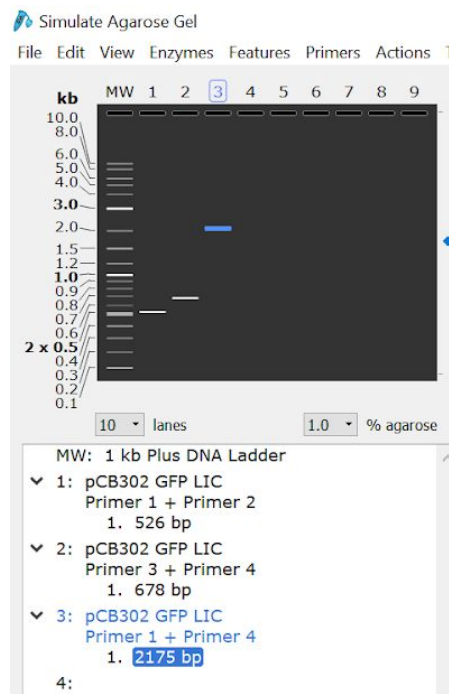 Simulate Agarose Gel
File Edit View Enzymes Features Primers Actions
kb MW 1 2 3 4 5 6 7 8 9
10.0
8.0
6.0
5.0
4.0
3.0
2.0
1.5
1.2
1.0
0.9
0.8
0.7
0.6
2 x 0.5
0.4
0.3
0.2
0.1
10 lanes 1.0 % agarose
MW: 1 kb Plus DNA Ladder
1: pCB302 GFP LIC
Primer 1 + Primer 2
1. 526 bp
2: pCB302 GFP LIC
Primer 3 + Primer 4
1. 678 bp
3: pCB302 GFP LIC
Primer 1 + Primer 4
1. 2175 bp
4: